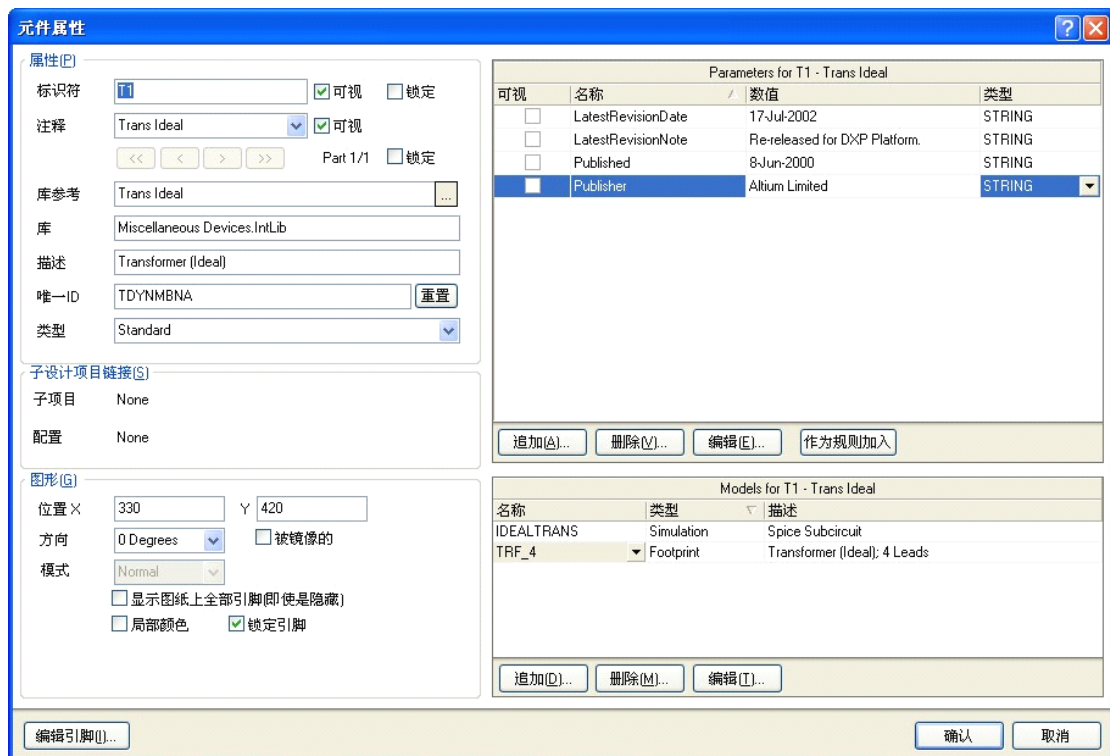 元件属性
属性(P)
标识符 T1 可视 锁定
注释 Trans Ideal 可视
<< < > >> Part 1/1 锁定
库参考 Trans Ideal ...
库 Miscellaneous Devices.IntLib
描述 Transformer (Ideal)
唯一ID TDYNMBNA 重置
类型 Standard
子设计项目链接(S)
子项目 None
配置 None
图形(G)
位置 X 330 Y 420
方向 0 Degrees 被镜像的
模式 Normal
显示图纸上全部引脚(即使是隐藏)
局部颜色 锁定引脚
Parameters for T1 - Trans Ideal
可视 名称 数值 类型
LatestRevisionDate 17-Jul-2002 STRING
LatestRevisionNote Re-released for DXP Platform. STRING
Published 8-Jun-2000 STRING
Publisher Altium Limited STRING
追加(A)... 删除(V)... 编辑(E)... 作为规则加入
Models for T1 - Trans Ideal
名称 类型 描述
IDEALTRANS Simulation Spice Subcircuit
TRF_4 Footprint Transformer (Ideal); 4 Leads
追加(D)... 删除(M)... 编辑(T)...
编辑引脚(I)... 确认 取消